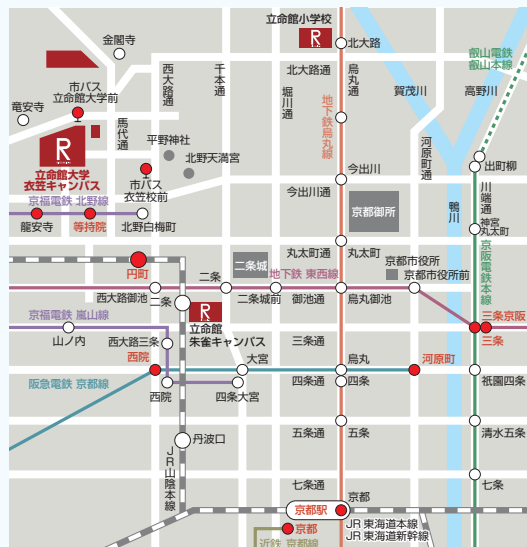 立命館小学校
R
北大路
金閣寺
叡山電鉄
叡山本線
西大路通
千本通
堀川通
北大路通
烏丸通
賀茂川
高野川
市バス
立命館大学前
竜安寺
馬代通
地下鉄烏丸線
平野神社
北野天満宮
R
立命館大学
衣笠キャンパス
市バス
衣笠校前
今出川
今出川通
河原町通
出町柳
鴨川
川端通
京福電鉄 北野線
龍安寺
等持院
北野白梅町
京都御所
神宮
丸太町
丸太町通
丸太町
京阪電鉄本線
円町
二条城
京都市役所
京都市役所前
二条
地下鉄 東西線
西大路御池
二条
二条城前
御池通
烏丸御池
R
立命館
朱雀キャンパス
三条京阪
三条
京福電鉄 嵐山線
山ノ内
西大路三条
三条通
西院
大宮
烏丸
河原町
阪急電鉄 京都線
西院
四条大宮
四条通
四条
祇園四条
五条通
五条
清水五条
丹波口
JR山陰本線
七条通
七条
京都
京都駅
京都
JR 東海道本線
JR 東海道新幹線
近鉄 京都線